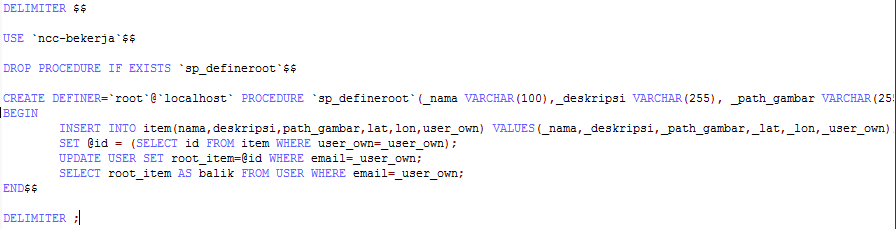 DELIMITER $$
USE `ncc-bekerja`$$
DROP PROCEDURE IF EXISTS `sp_defineroot`$$
CREATE DEFINER=`root`@`localhost` PROCEDURE `sp_defineroot`(_nama VARCHAR(100),_deskripsi VARCHAR(255), _path_gambar VARCHAR(25
BEGIN
INSERT INTO item(nama,deskripsi,path_gambar,lat,lon,user_own) VALUES(_nama,_deskripsi,_path_gambar,_lat,_lon,_user_own)
SET @id = (SELECT id FROM item WHERE user_own=_user_own);
UPDATE USER SET root_item=@id WHERE email=_user_own;
SELECT root_item AS balik FROM USER WHERE email=_user_own;
END$$
DELIMITER ;